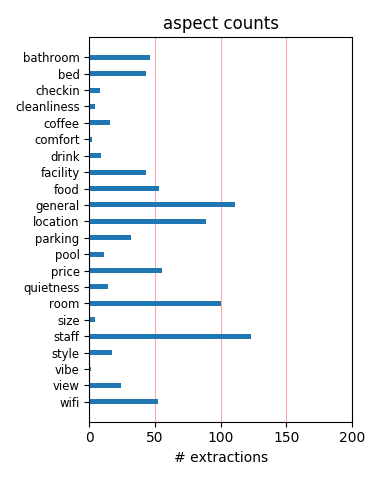 aspect counts
bathroom
bed
checkin
cleanliness
coffee
comfort
drink
facility
food
general
location
parking
pool
price
quietness
room
size
staff
style
vibe
view
wifi
0 50 100 150 200
# extractions